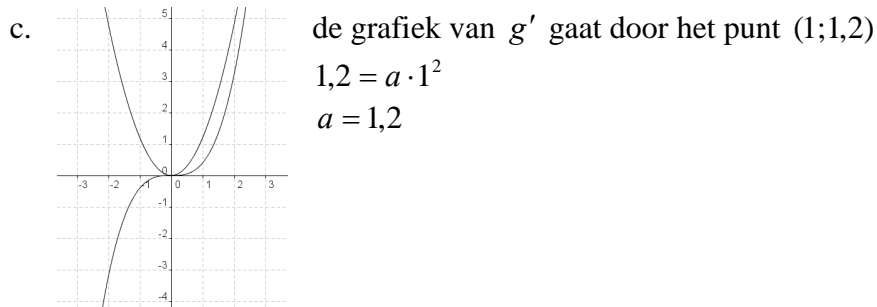 c.
de grafiek van g′ gaat door het punt (1;1,2)
1,2 = a · 1²
a = 1,2
5
4
3
2
1
0
-3 -2 -1 0 1 2 3
-1
-2
-3
-4